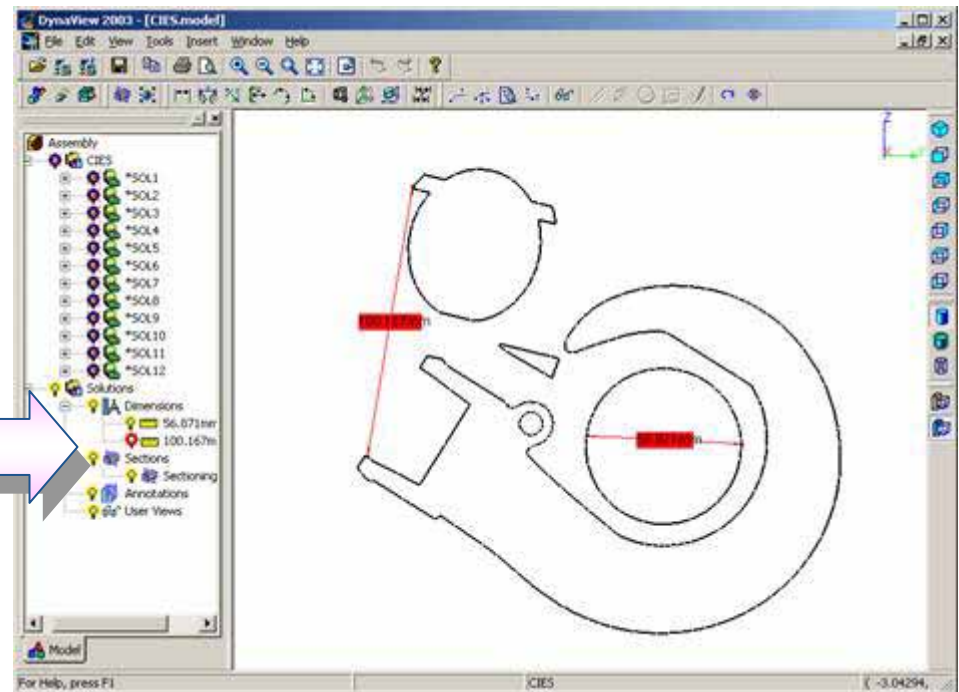 DynaView 2003 - [CIES.model]
File Edit View Tools Insert Window Help
Assembly
CIES
*SOL1
*SOL2
*SOL3
*SOL4
*SOL5
*SOL6
*SOL7
*SOL8
*SOL9
*SOL10
*SOL11
*SOL12
Solutions
Dimensions
56.871mm
100.167m
Sections
Sectioning
Annotations
User Views
Model
Z
For Help, press F1
CIES
( -3.04294,